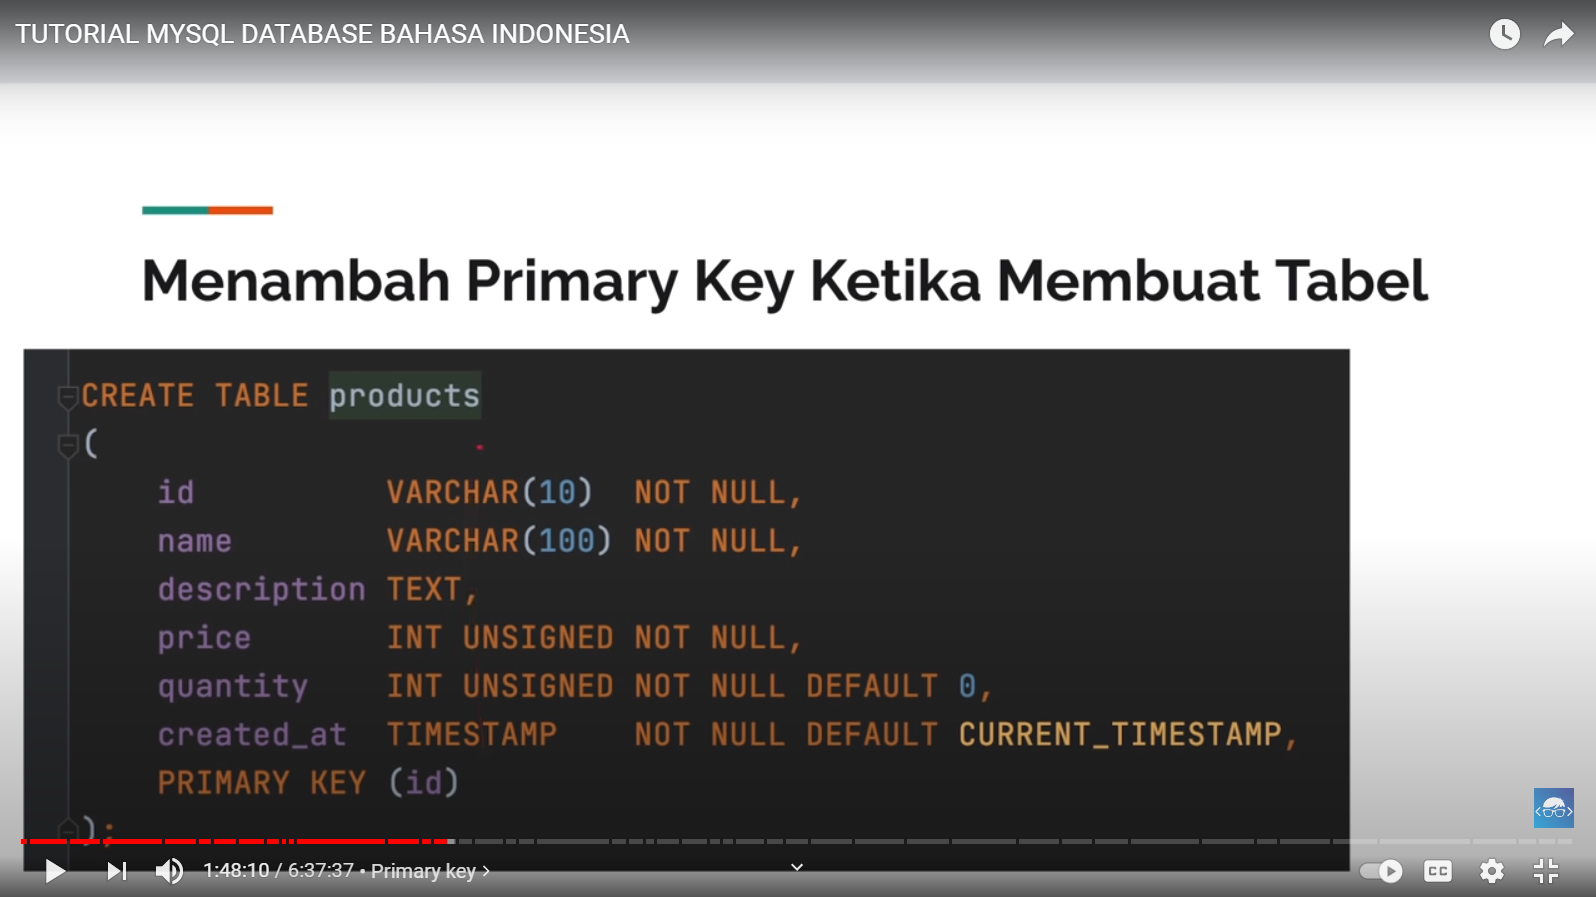 TUTORIAL MYSQL DATABASE BAHASA INDONESIA
Menambah Primary Key Ketika Membuat Tabel
CREATE TABLE products
(
id VARCHAR(10) NOT NULL,
name VARCHAR(100) NOT NULL,
description TEXT,
price INT UNSIGNED NOT NULL,
quantity INT UNSIGNED NOT NULL DEFAULT 0,
created_at TIMESTAMP NOT NULL DEFAULT CURRENT_TIMESTAMP,
PRIMARY KEY (id)
);
1:48:10 / 6:37:37 • Primary key >
CC